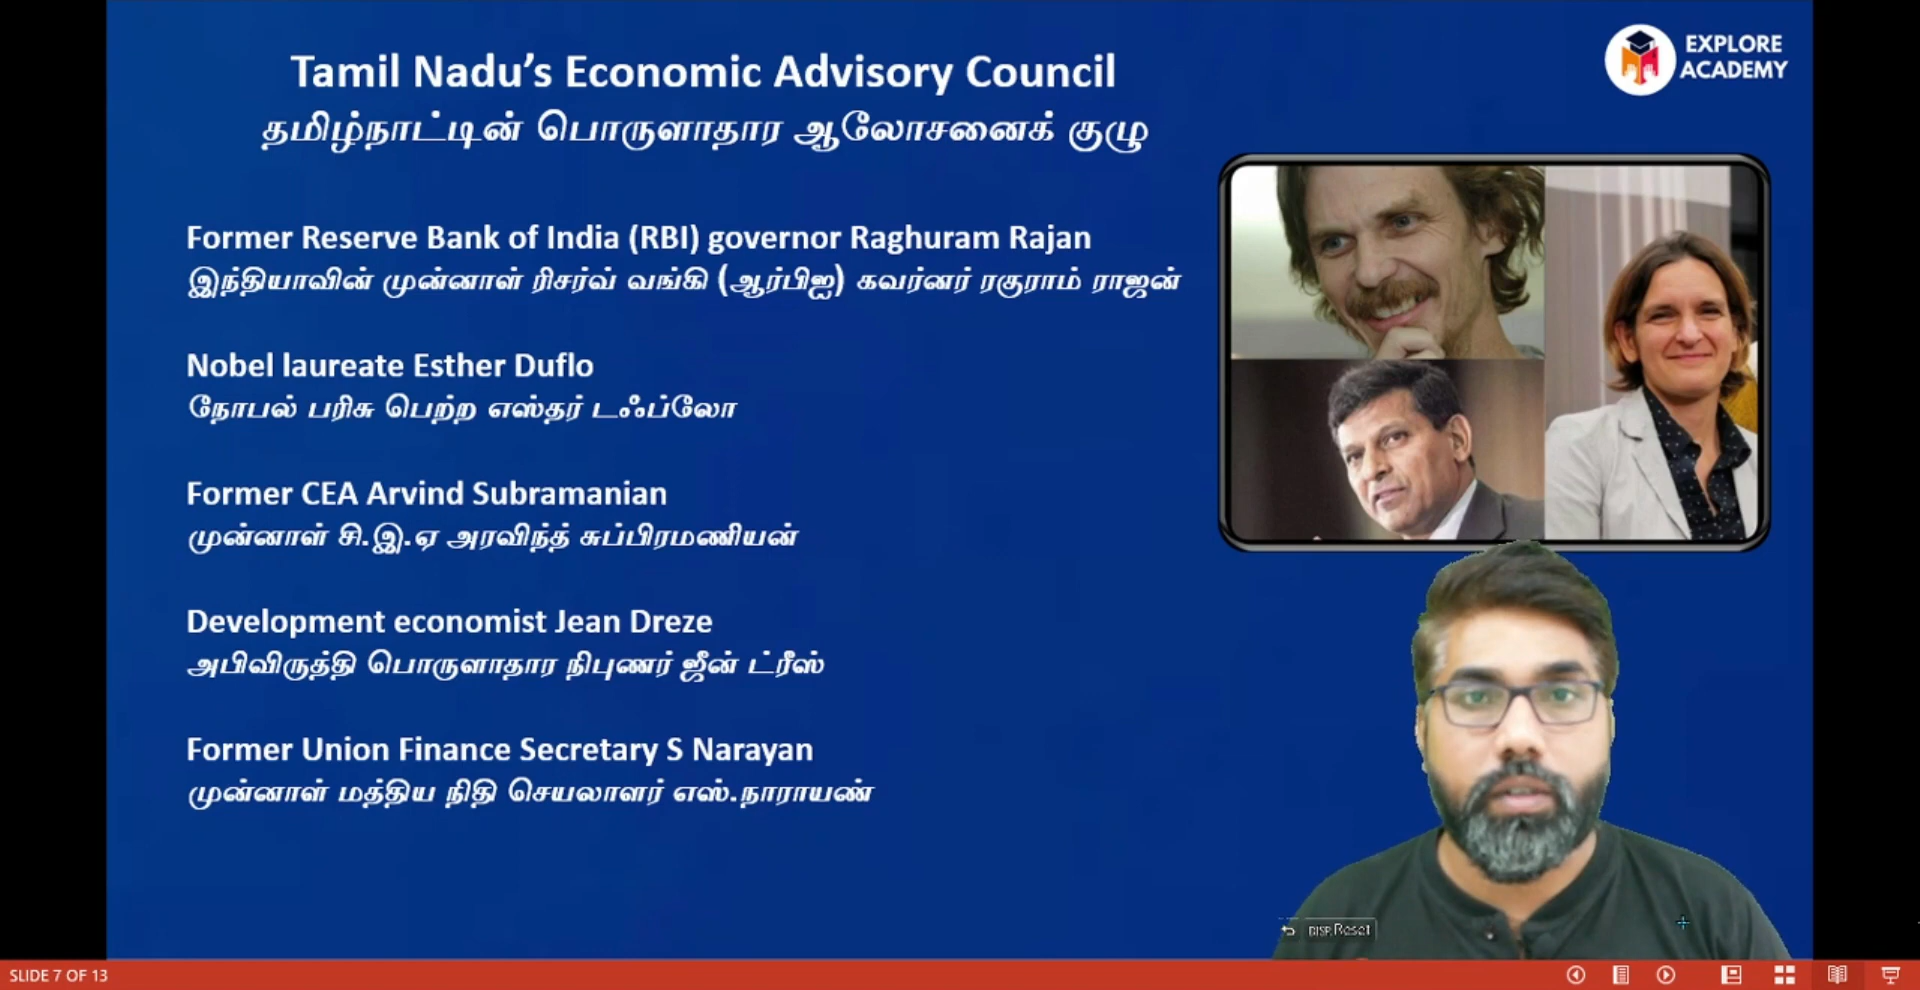 Tamil Nadu’s Economic Advisory Council
தமிழ்நாட்டின் பொருளாதார ஆலோசனைக் குழு
EXPLORE
ACADEMY
Former Reserve Bank of India (RBI) governor Raghuram Rajan
இந்தியாவின் முன்னாள் ரிசர்வ் வங்கி (ஆர்பிஐ) கவர்னர் ரகுராம் ராஜன்
Nobel laureate Esther Duflo
நோபல் பரிசு பெற்ற எஸ்தர் டஃப்லோ
Former CEA Arvind Subramanian
முன்னாள் சி.இ.ஏ அரவிந்த் சுப்பிரமணியன்
Development economist Jean Dreze
அபிவிருத்தி பொருளாதார நிபுணர் ஜீன் ட்ரீஸ்
Former Union Finance Secretary S Narayan
முன்னாள் மத்திய நிதி செயலாளர் எஸ்.நாராயண்
DISP. Reset
SLIDE 7 OF 13